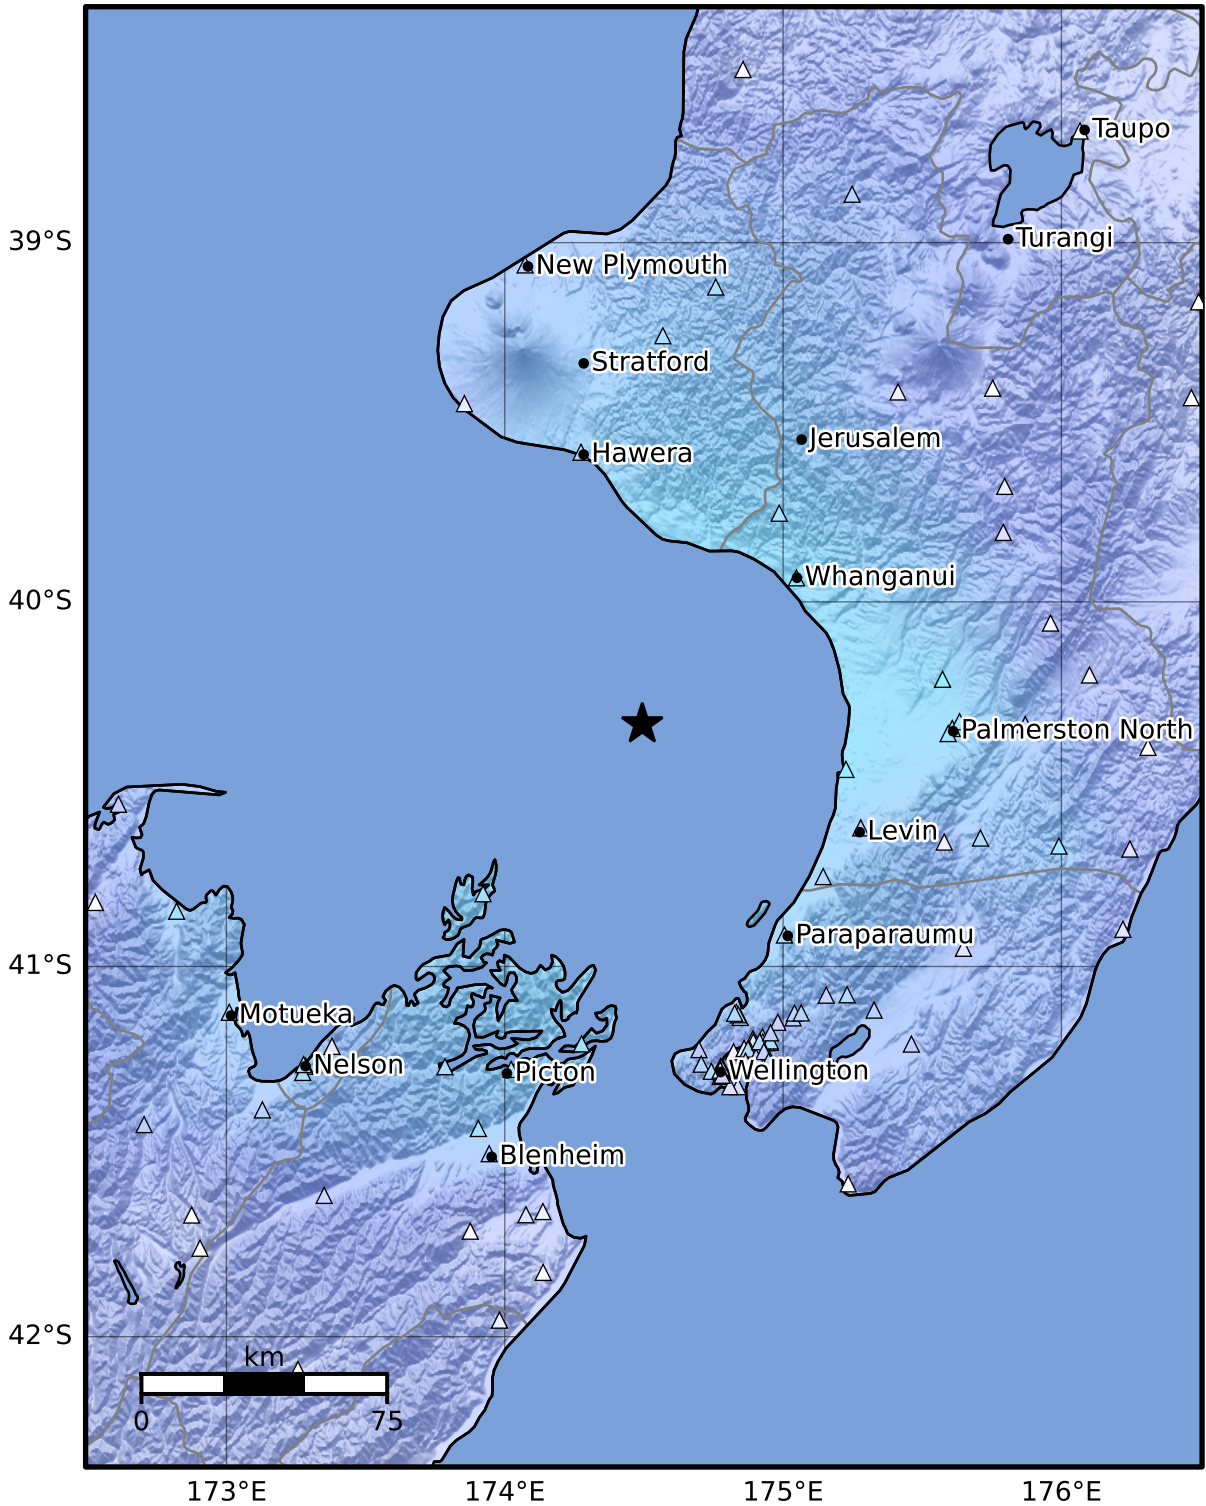 Taupo
39°S
Turangi
New Plymouth
Stratford
Jerusalem
Hawera
Whanganui
40°S
Palmerston North
Levin
Paraparaumu
41°S
Motueka
Nelson
Picton
Wellington
Blenheim
42°S
km
0
75
173°E
174°E
175°E
176°E